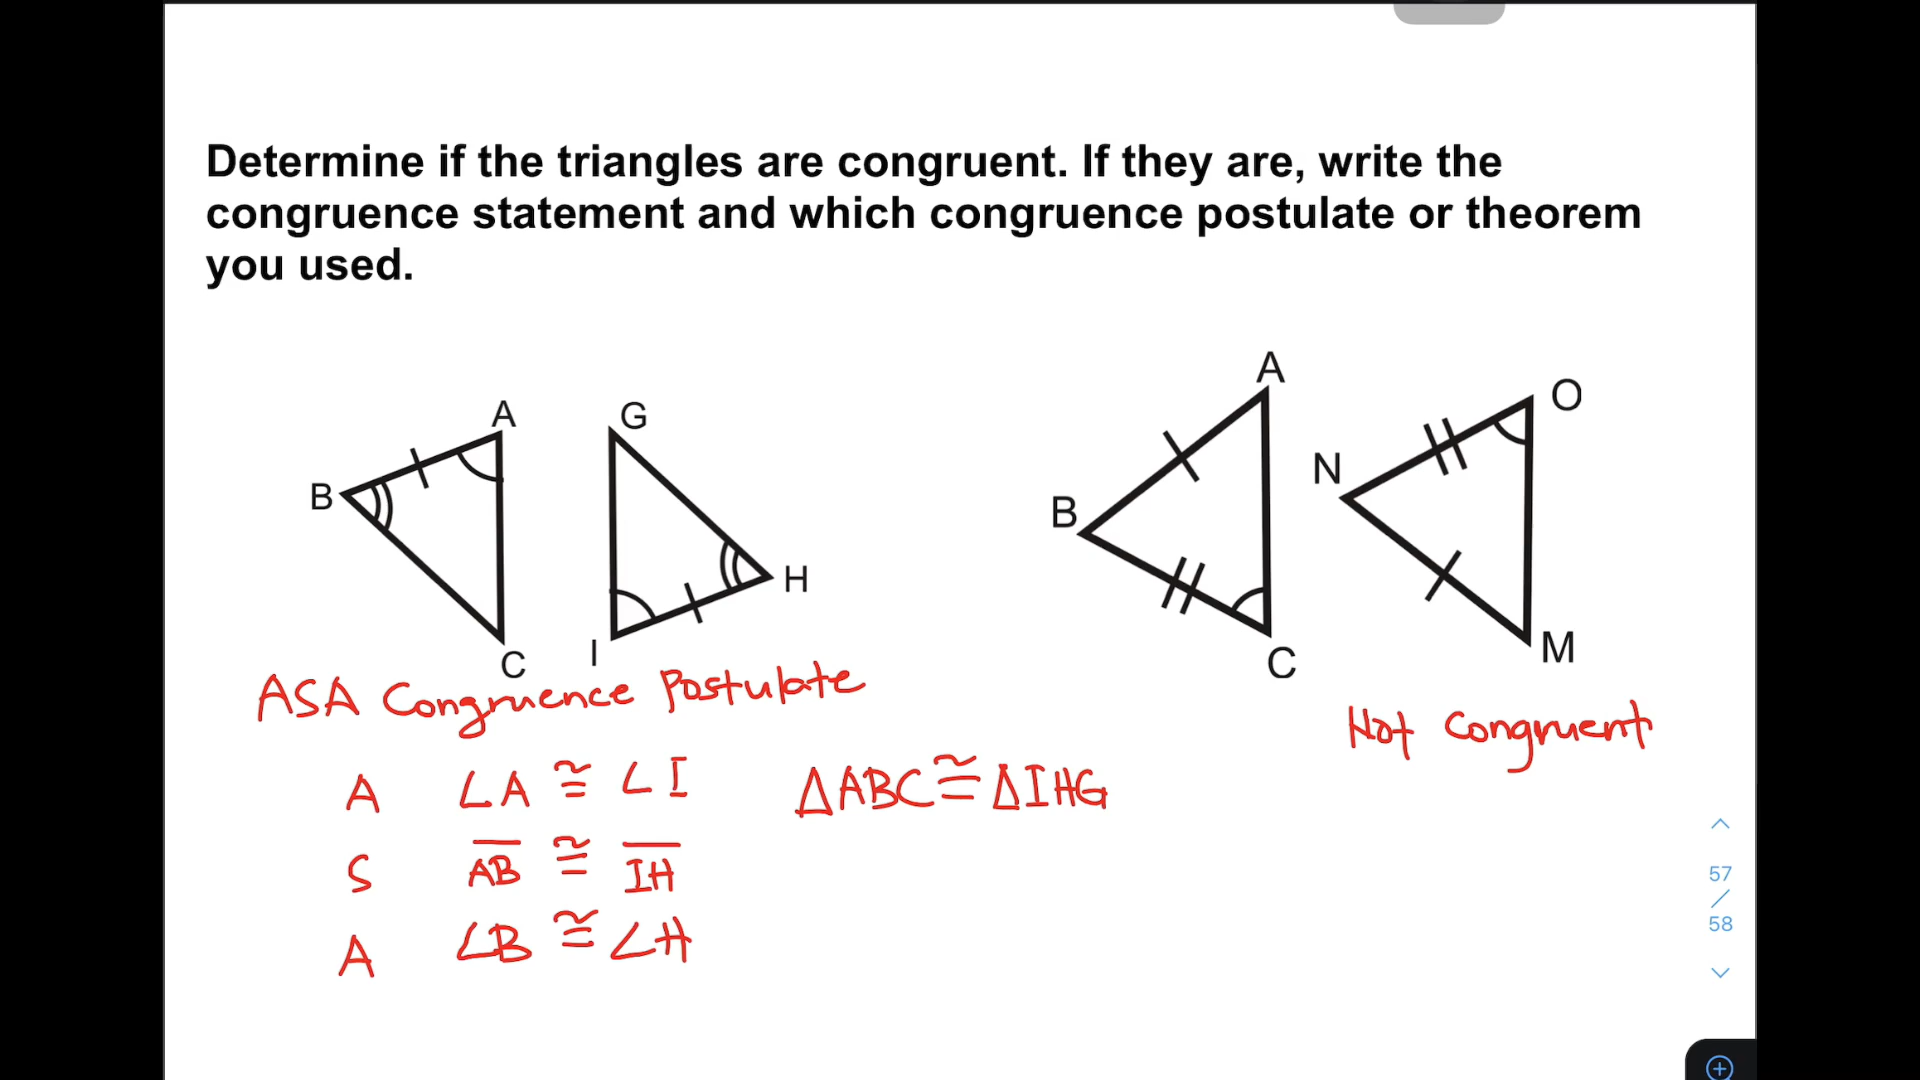 Determine if the triangles are congruent. If they are, write the
congruence statement and which congruence postulate or theorem
you used.
A
G
B
H
C
I
A
O
N
B
C
M
ASA Congruence Postulate
A ∠A ≅ ∠I
S AB ≅ IH
A ∠B ≅ ∠H
ΔABC ≅ ΔIHG
Not Congruent
57
/
58